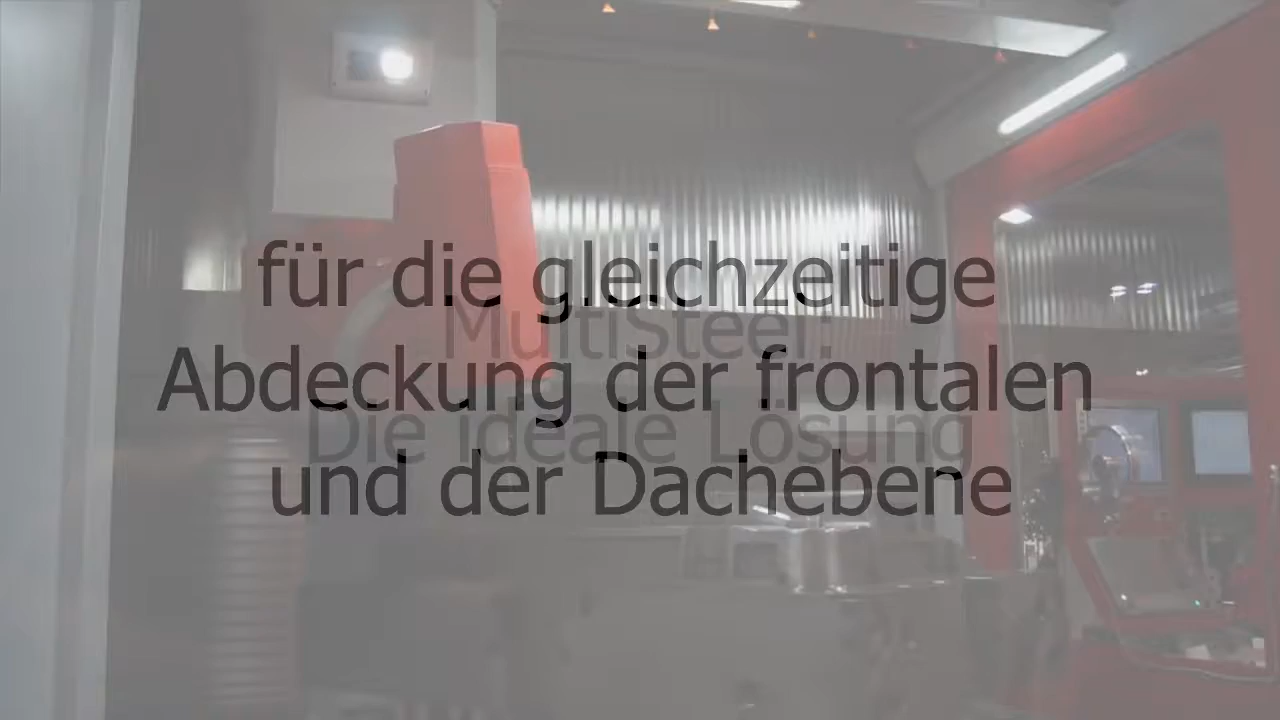 für die gleichzeitige
MultiSteel:
Abdeckung der frontalen
Die ideale Lösung
und der Dachebene